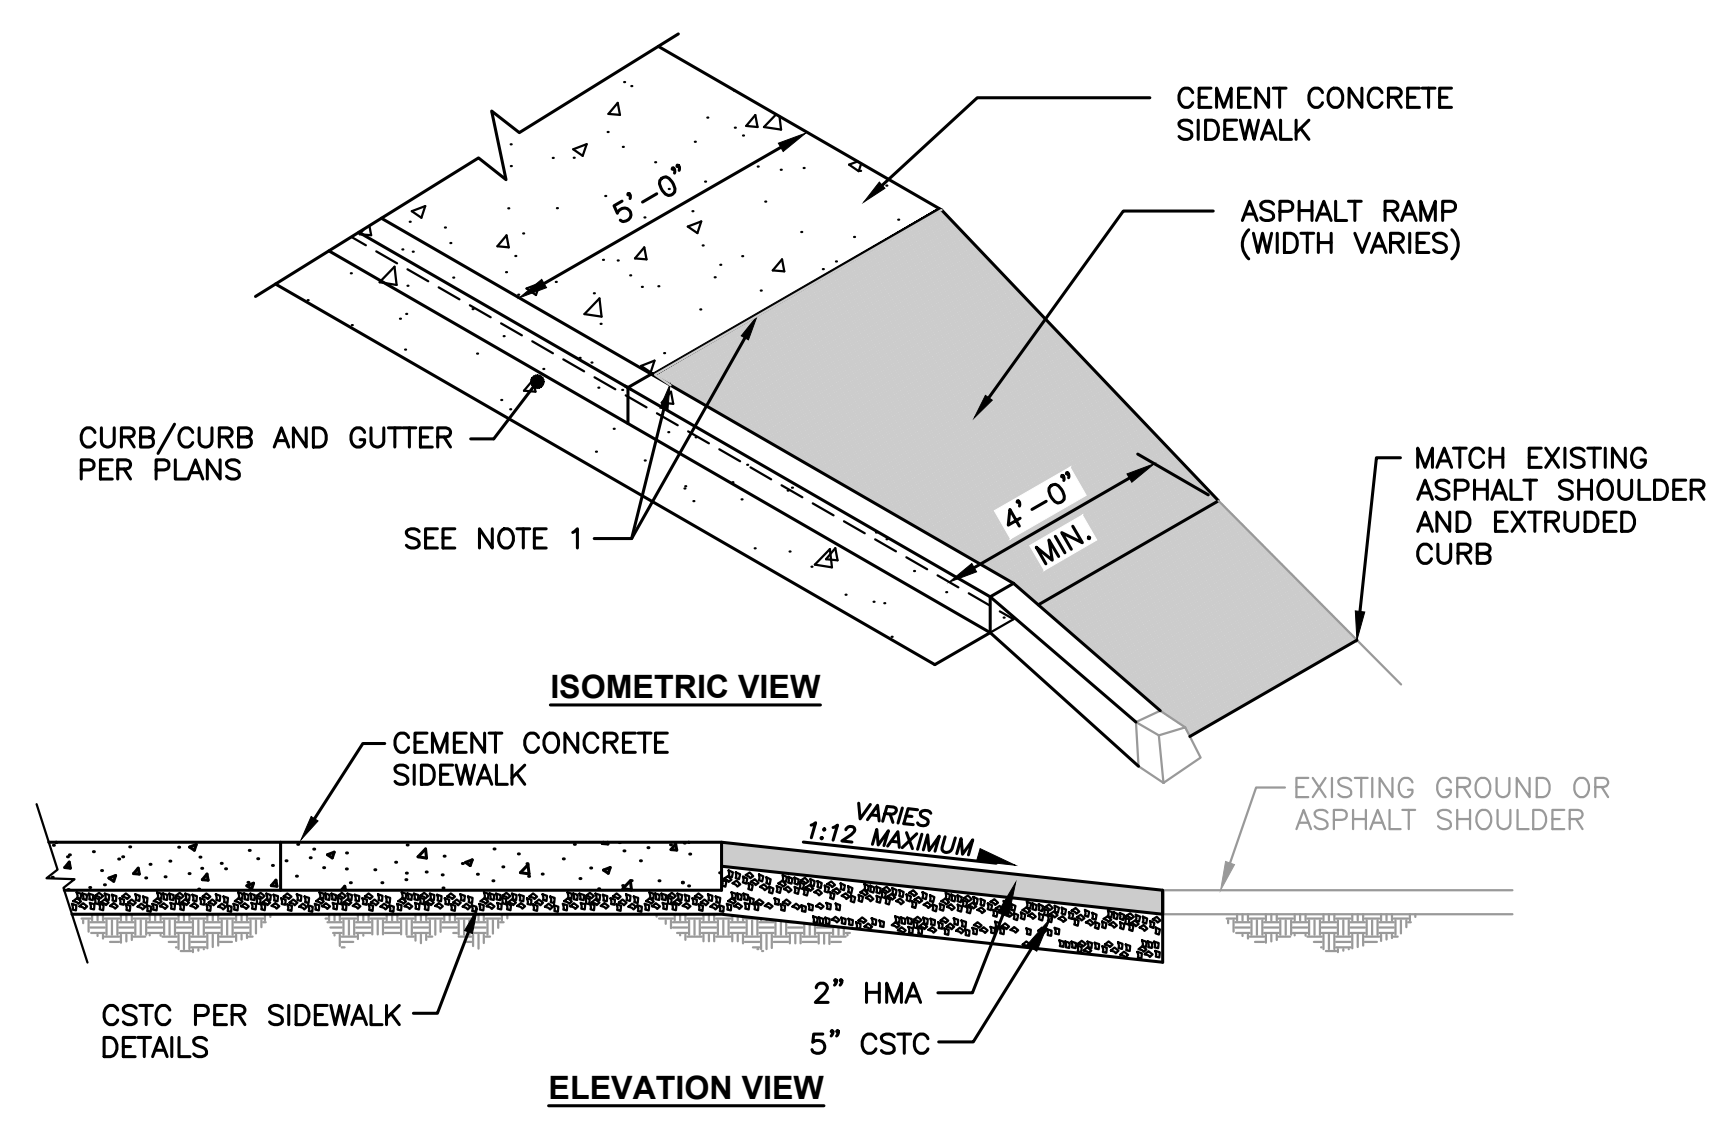 CEMENT CONCRETE
SIDEWALK
5'-0"
ASPHALT RAMP
(WIDTH VARIES)
CURB/CURB AND GUTTER
PER PLANS
SEE NOTE 1
4'-0"
MIN.
MATCH EXISTING
ASPHALT SHOULDER
AND EXTRUDED
CURB
ISOMETRIC VIEW
CEMENT CONCRETE
SIDEWALK
VARIES
1:12 MAXIMUM
EXISTING GROUND OR
ASPHALT SHOULDER
2" HMA
5" CSTC
CSTC PER SIDEWALK
DETAILS
ELEVATION VIEW